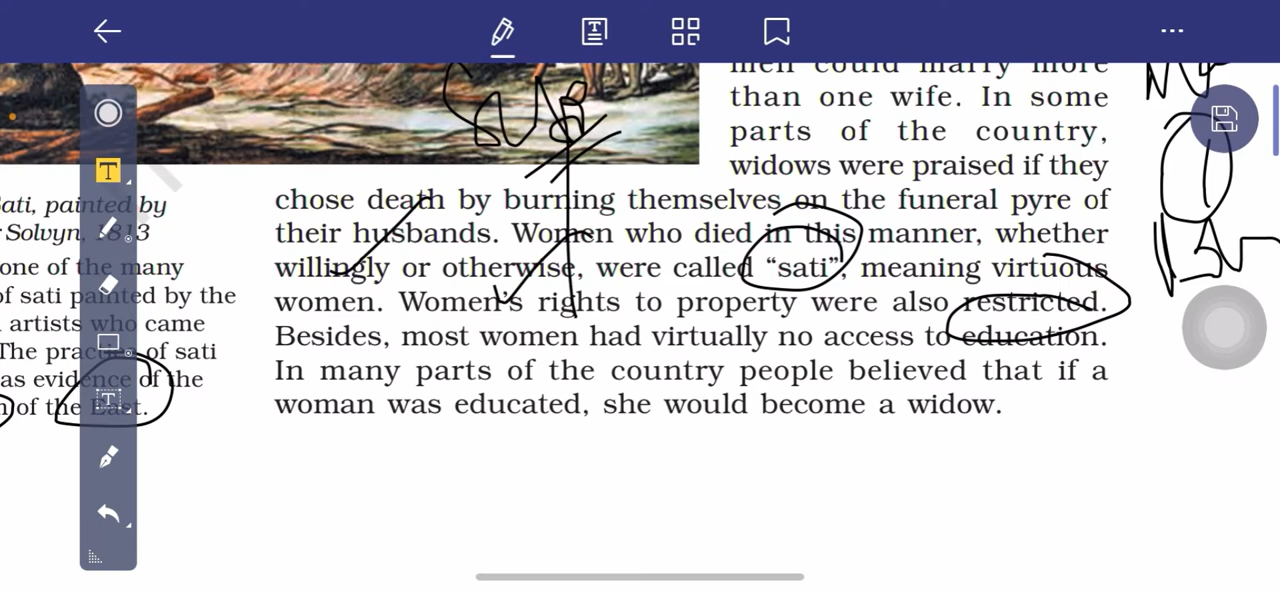 men could marry more
than one wife. In some
parts of the country,
widows were praised if they
chose death by burning themselves on the funeral pyre of
their husbands. Women who died in this manner, whether
willingly or otherwise, were called “sati”, meaning virtuous
women. Women’s rights to property were also restricted.
Besides, most women had virtually no access to education.
In many parts of the country people believed that if a
woman was educated, she would become a widow.
ati, painted by
Solvyn, 1813
one of the many
of sati painted by the
artists who came
The practice of sati
as evidence of the
of the East.